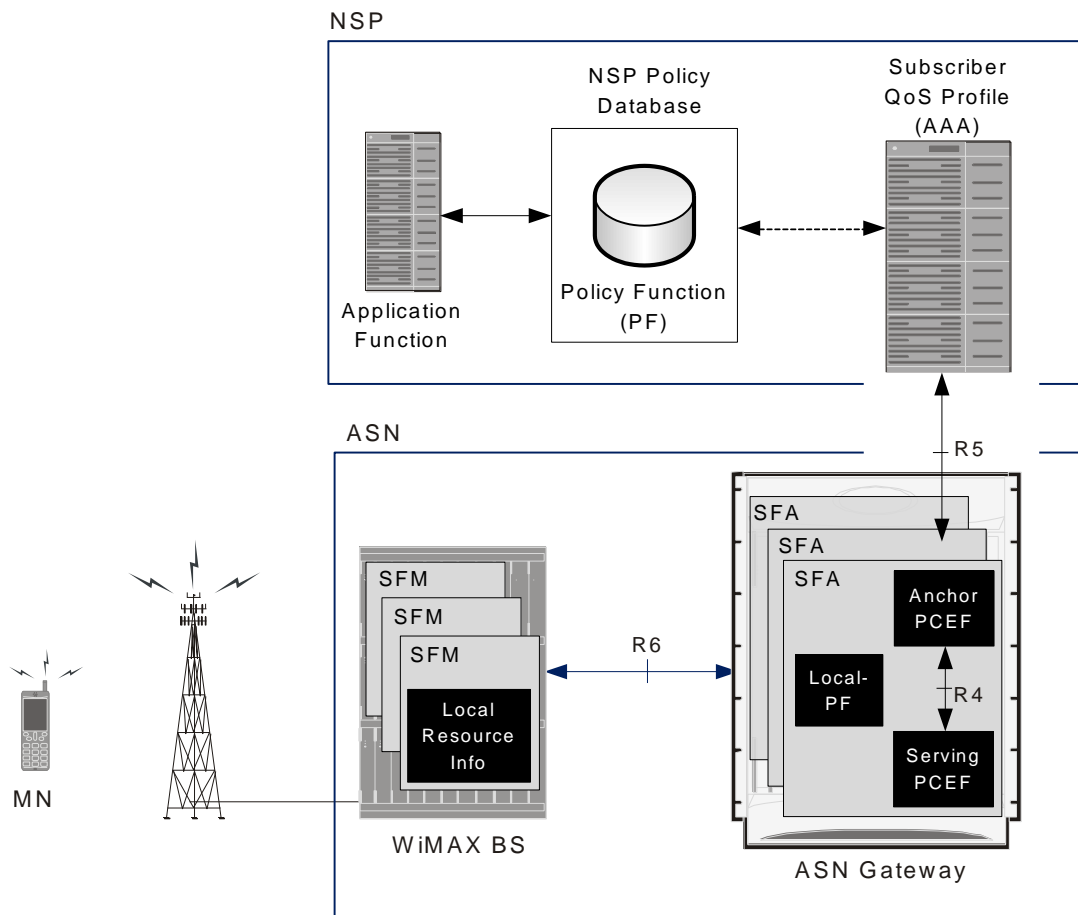 NSP
NSP Policy
Database
Subscriber
QoS Profile
(AAA)
Application
Function
Policy Function
(PF)
R5
ASN
SFA
SFA
SFA
Anchor
PCEF
Local-
PF
R4
Serving
PCEF
SFM
SFM
SFM
Local
Resource
Info
R6
MN
WiMAX BS
ASN Gateway